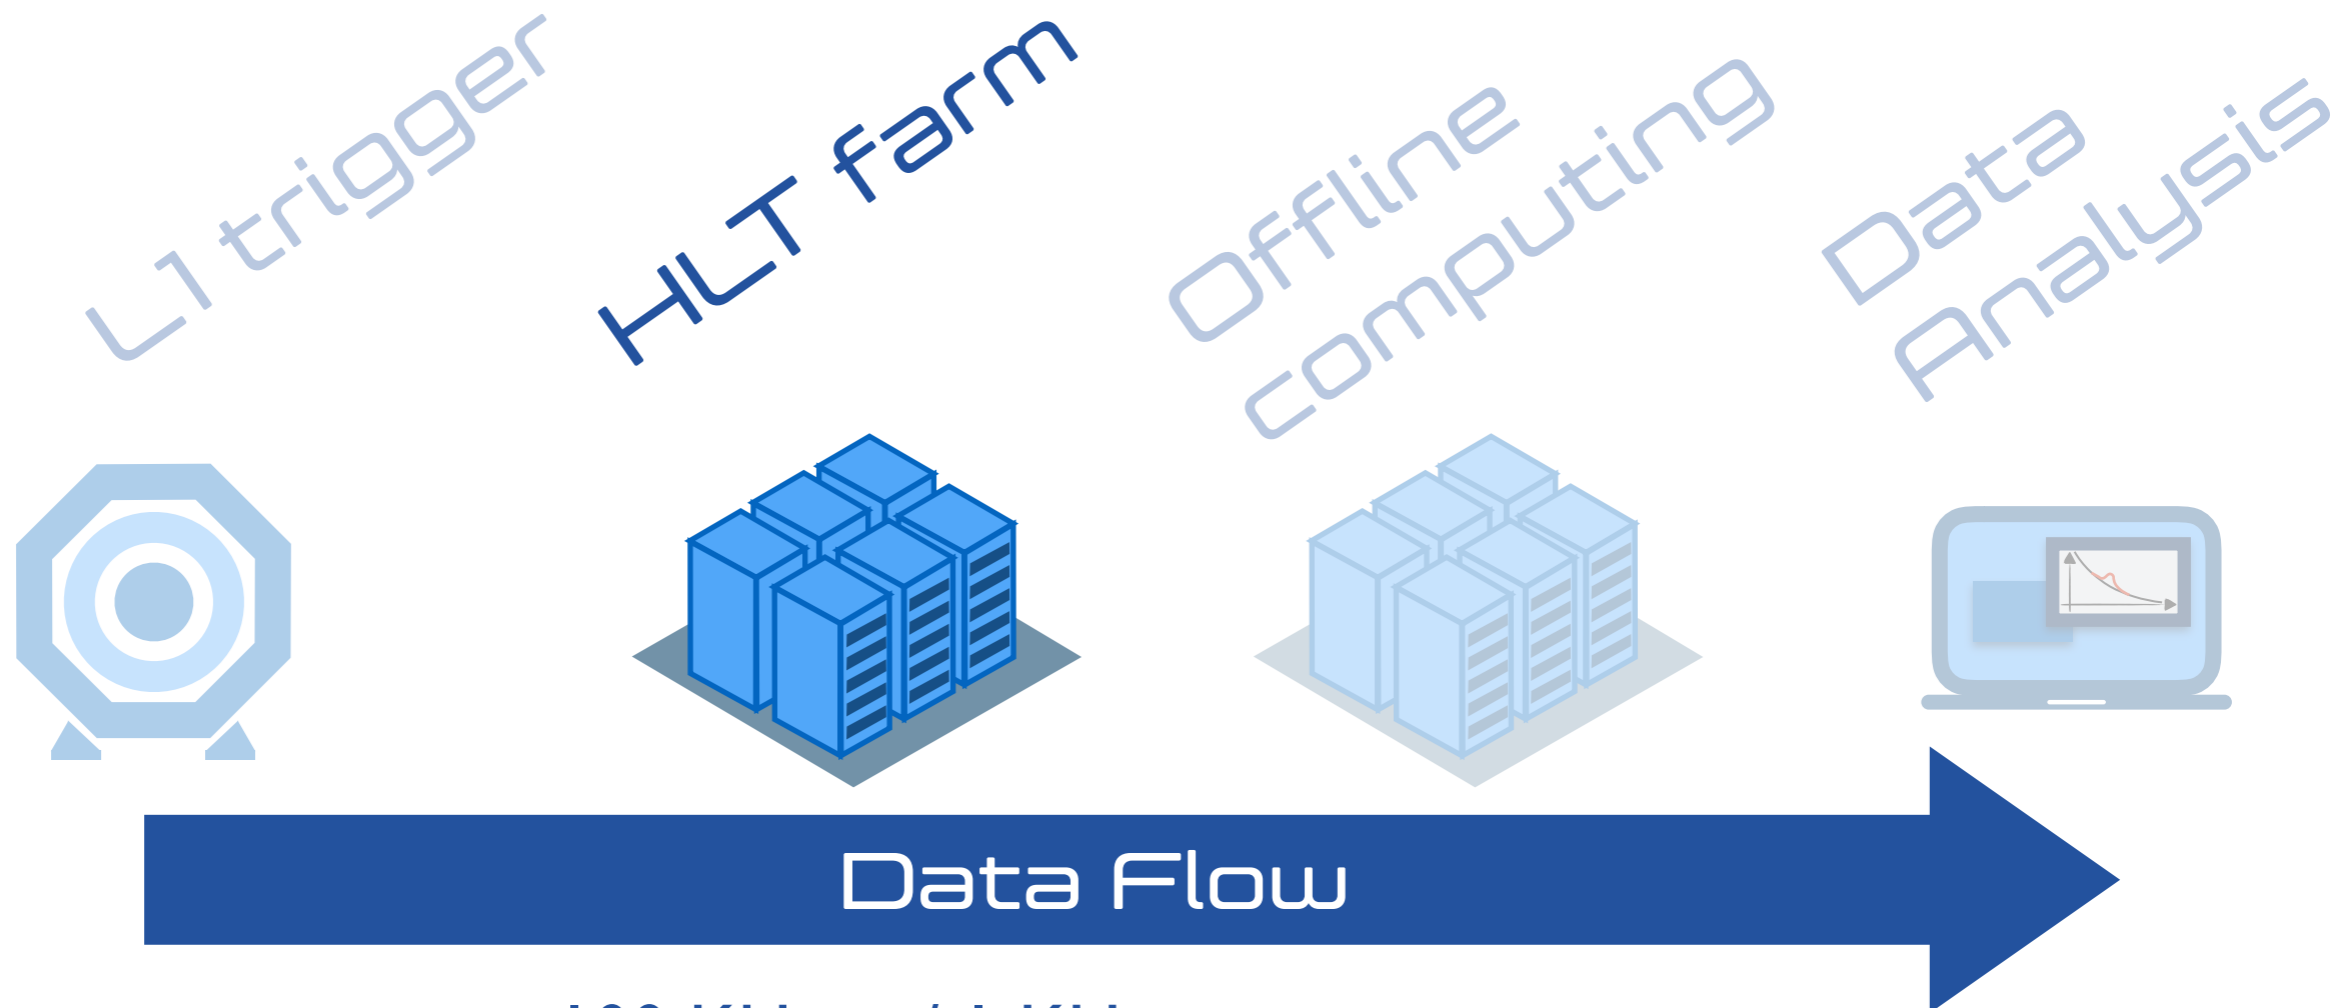 L1 trigger
HLT farm
Offline
computing
Data
Analysis
Data Flow